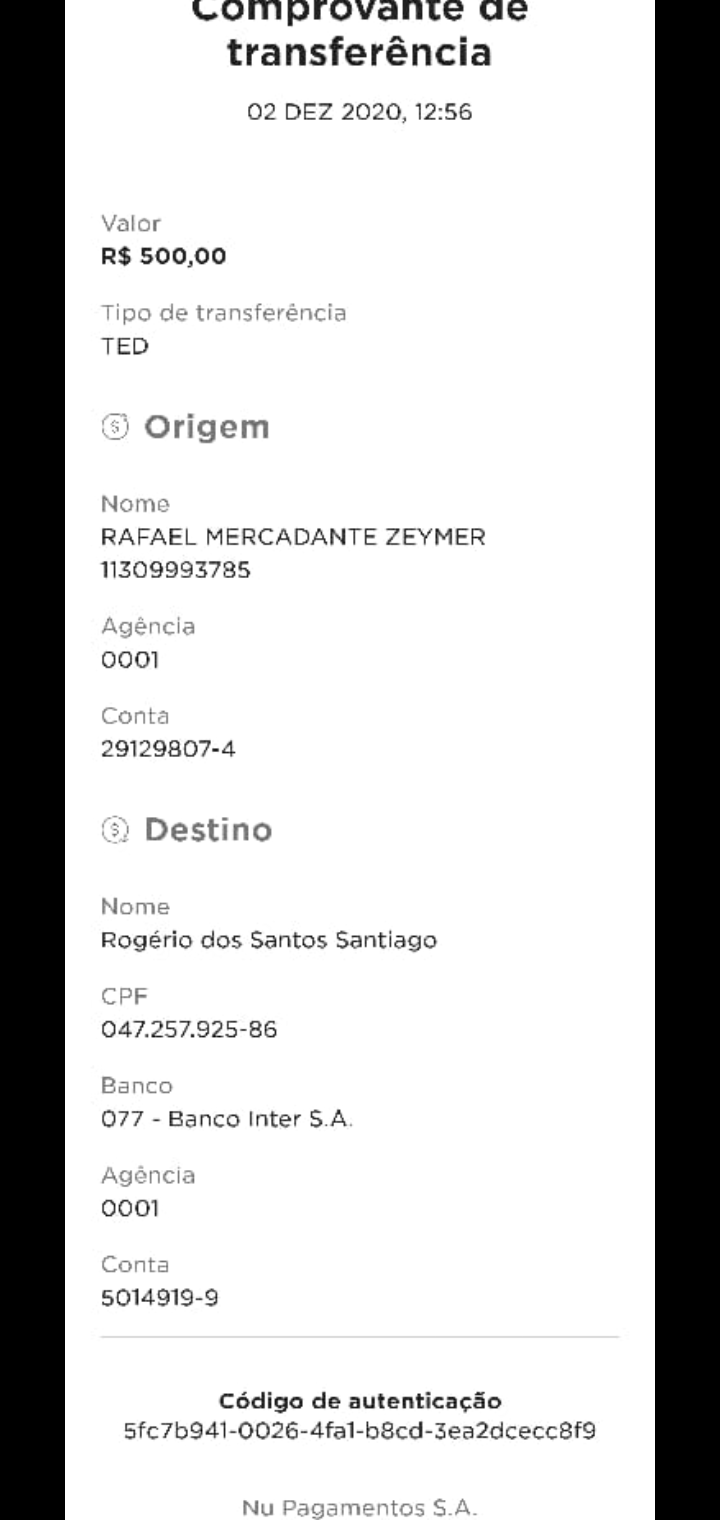 Comprovante de
transferência
02 DEZ 2020, 12:56
Valor
R$ 500,00
Tipo de transferência
TED
Origem
Nome
RAFAEL MERCADANTE ZEYMER
11309993785
Agência
0001
Conta
29129807-4
Destino
Nome
Rogério dos Santos Santiago
CPF
047.257.925-86
Banco
077 - Banco Inter S.A.
Agência
0001
Conta
5014919-9
Código de autenticação
5fc7b941-0026-4fa1-b8cd-3ea2dcecc8f9
Nu Pagamentos S.A.